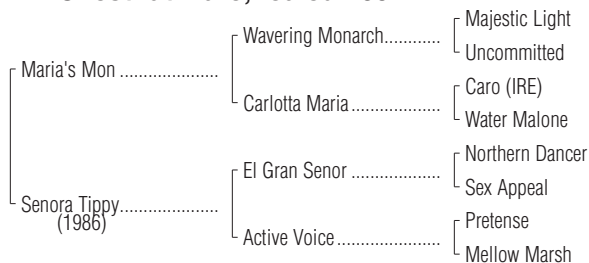 Majestic Light
Wavering Monarch............
Uncommitted
Maria's Mon .....................
Caro (IRE)
Carlotta Maria ...................
Water Malone
Northern Dancer
El Gran Senor ...................
Sex Appeal
Senora Tippy.....................
(1986)
Pretense
Active Voice......................
Mellow Marsh